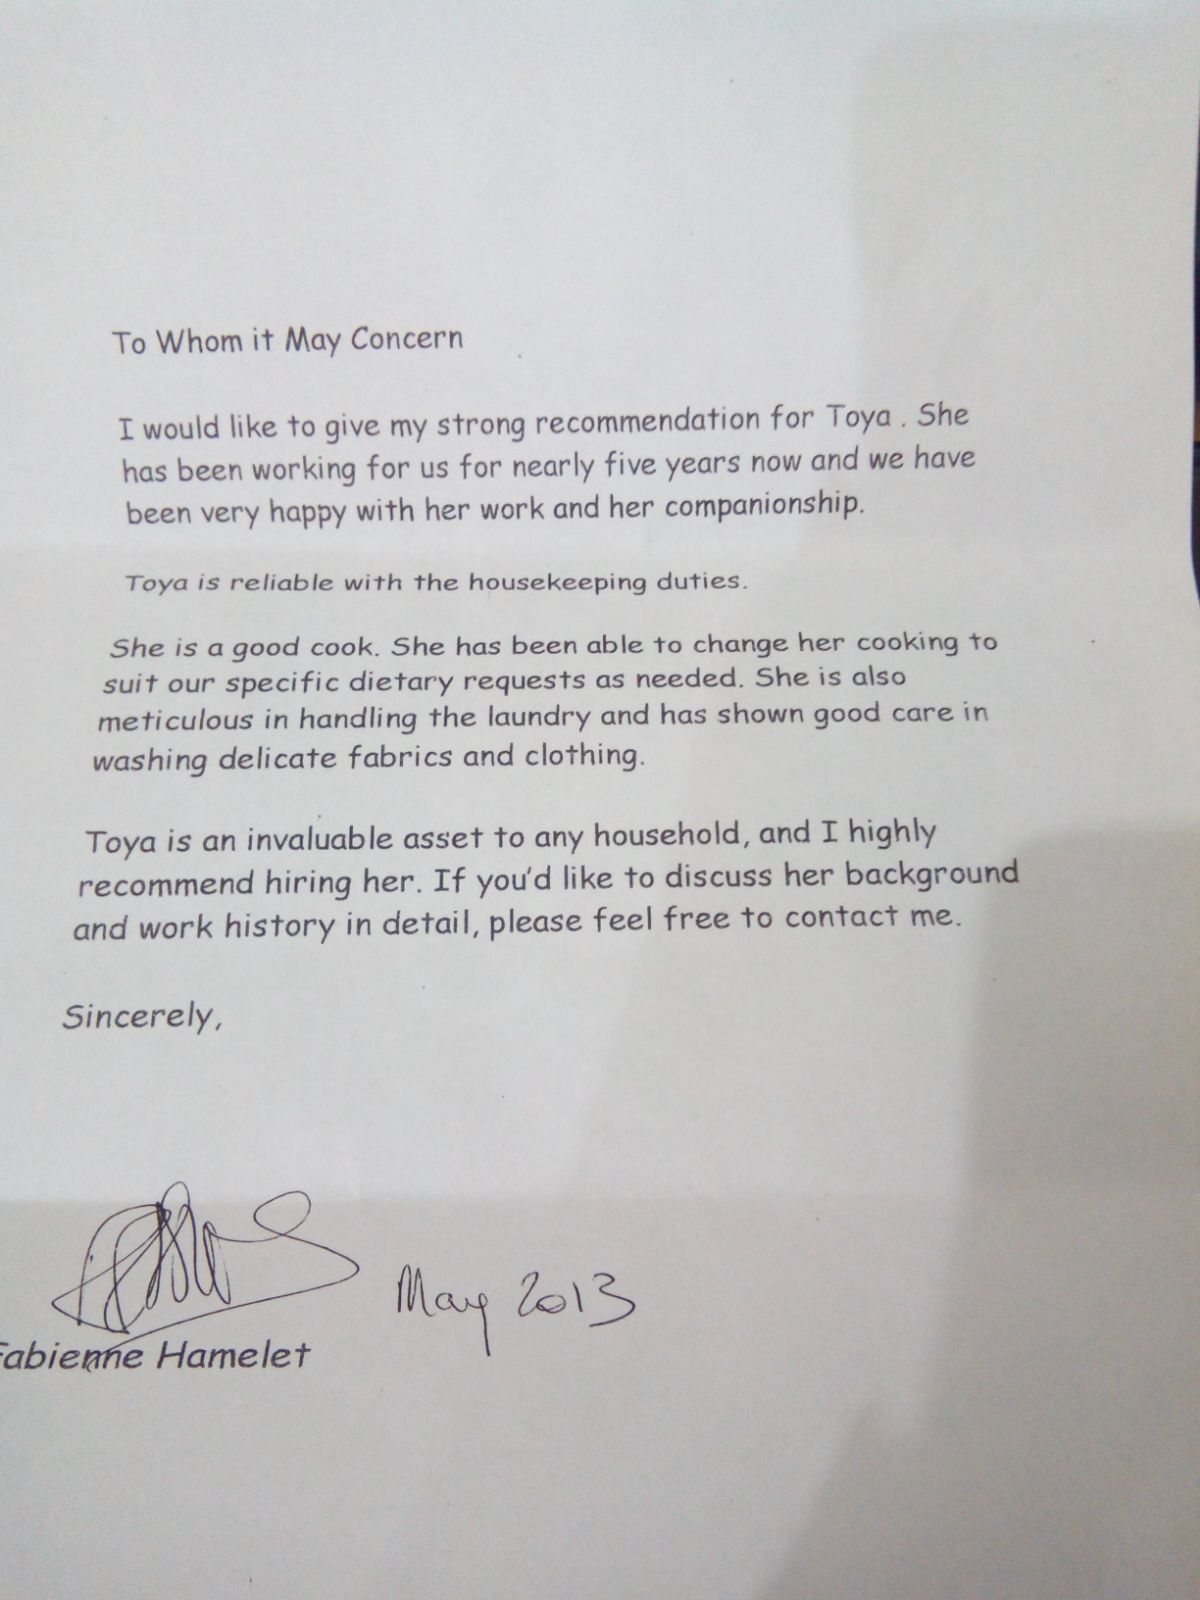 To Whom it May Concern
I would like to give my strong recommendation for Toya . She
has been working for us for nearly five years now and we have
been very happy with her work and her companionship.
Toya is reliable with the housekeeping duties.
She is a good cook. She has been able to change her cooking to
suit our specific dietary requests as needed. She is also
meticulous in handling the laundry and has shown good care in
washing delicate fabrics and clothing.
Toya is an invaluable asset to any household, and I highly
recommend hiring her. If you'd like to discuss her background
and work history in detail, please feel free to contact me.
Sincerely,
May 2013
Fabienne Hamelet